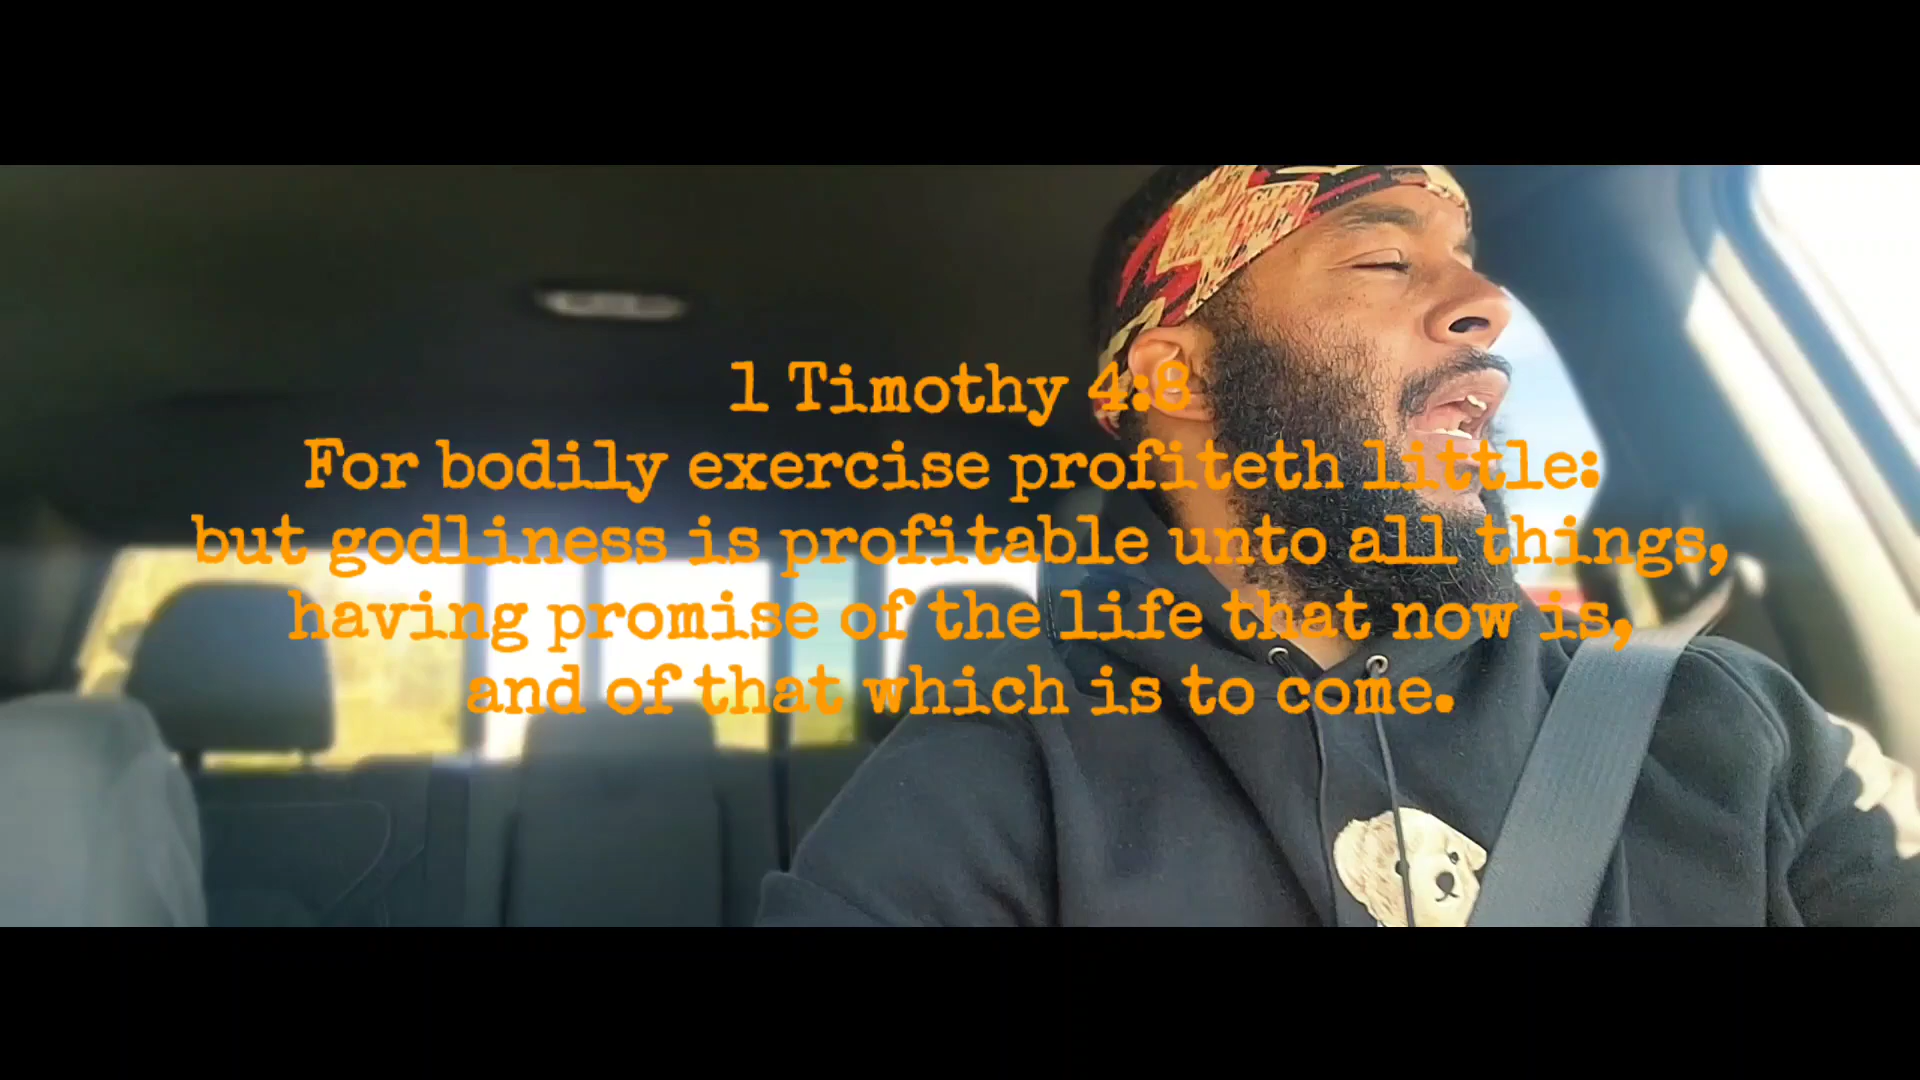 1 Timothy 4:8
For bodily exercise profiteth little:
but godliness is profitable unto all things,
having promise of the life that now is,
and of that which is to come.